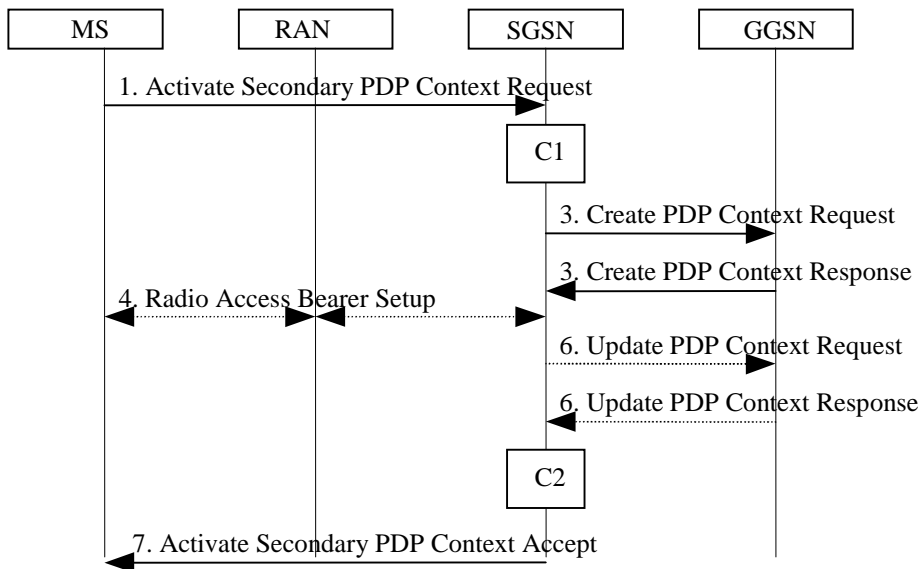 MS
RAN
SGSN
GGSN
1. Activate Secondary PDP Context Request
C1
3. Create PDP Context Request
3. Create PDP Context Response
4. Radio Access Bearer Setup
6. Update PDP Context Request
6. Update PDP Context Response
C2
7. Activate Secondary PDP Context Accept